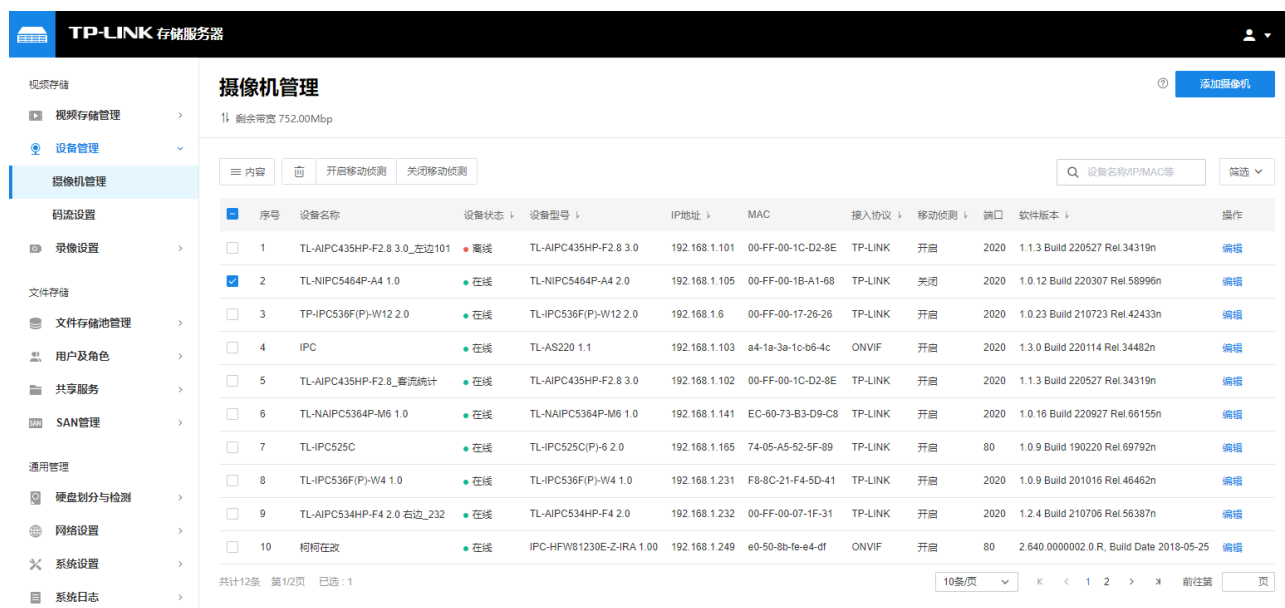 TP-LINK 存储服务器
视频存储
视频存储管理
设备管理
摄像机管理
码流设置
录像设置
文件存储
文件存储池管理
用户及角色
共享服务
SAN SAN管理
通用管理
硬盘划分与检测
网络设置
系统设置
系统日志
摄像机管理
添加摄像机
剩余带宽 752.00Mbp
内容 开启移动侦测 关闭移动侦测 设备名称/IP/MAC等 筛选
序号 设备名称 设备状态 设备型号 IP地址 MAC 接入协议 移动侦测 端口 软件版本 操作
1 TL-AIPC435HP-F2.8 3.0_左边101 离线 TL-AIPC435HP-F2.8 3.0 192.168.1.101 00-FF-00-1C-D2-8E TP-LINK 开启 2020 1.1.3 Build 220527 Rel.34319n 编辑
2 TL-NIPC5464P-A4 1.0 在线 TL-NIPC5464P-A4 2.0 192.168.1.105 00-FF-00-1B-A1-68 TP-LINK 关闭 2020 1.0.12 Build 220307 Rel.58996n 编辑
3 TP-IPC536F(P)-W12 2.0 在线 TL-IPC536F(P)-W12 2.0 192.168.1.6 00-FF-00-17-26-26 TP-LINK 开启 2020 1.0.23 Build 210723 Rel.42433n 编辑
4 IPC 在线 TL-AS220 1.1 192.168.1.103 a4-1a-3a-1c-b6-4c ONVIF 开启 2020 1.3.0 Build 220114 Rel.34482n 编辑
5 TL-AIPC435HP-F2.8_客流统计 在线 TL-AIPC435HP-F2.8 3.0 192.168.1.102 00-FF-00-1C-D2-8E TP-LINK 开启 2020 1.1.3 Build 220527 Rel.34319n 编辑
6 TL-NAIPC5364P-M6 1.0 在线 TL-NAIPC5364P-M6 1.0 192.168.1.141 EC-60-73-B3-D9-C8 TP-LINK 开启 2020 1.0.16 Build 220927 Rel.66155n 编辑
7 TL-IPC525C 在线 TL-IPC525C(P)-6 2.0 192.168.1.165 74-05-A5-52-5F-89 TP-LINK 开启 80 1.0.9 Build 190220 Rel.69792n 编辑
8 TL-IPC536F(P)-W4 1.0 在线 TL-IPC536F(P)-W4 1.0 192.168.1.231 F8-8C-21-F4-5D-41 TP-LINK 开启 2020 1.0.9 Build 201016 Rel.46462n 编辑
9 TL-AIPC534HP-F4 2.0 右边_232 在线 TL-AIPC534HP-F4 2.0 192.168.1.232 00-FF-00-07-1F-31 TP-LINK 开启 2020 1.2.4 Build 210706 Rel.56387n 编辑
10 柯柯在改 在线 IPC-HFW81230E-Z-IRA 1.00 192.168.1.249 e0-50-8b-fe-e4-df ONVIF 开启 80 2.640.0000002.0.R, Build Date 2018-05-25 编辑
共计12条 第1/2页 已选 : 1 10条/页 1 2 前往第 页